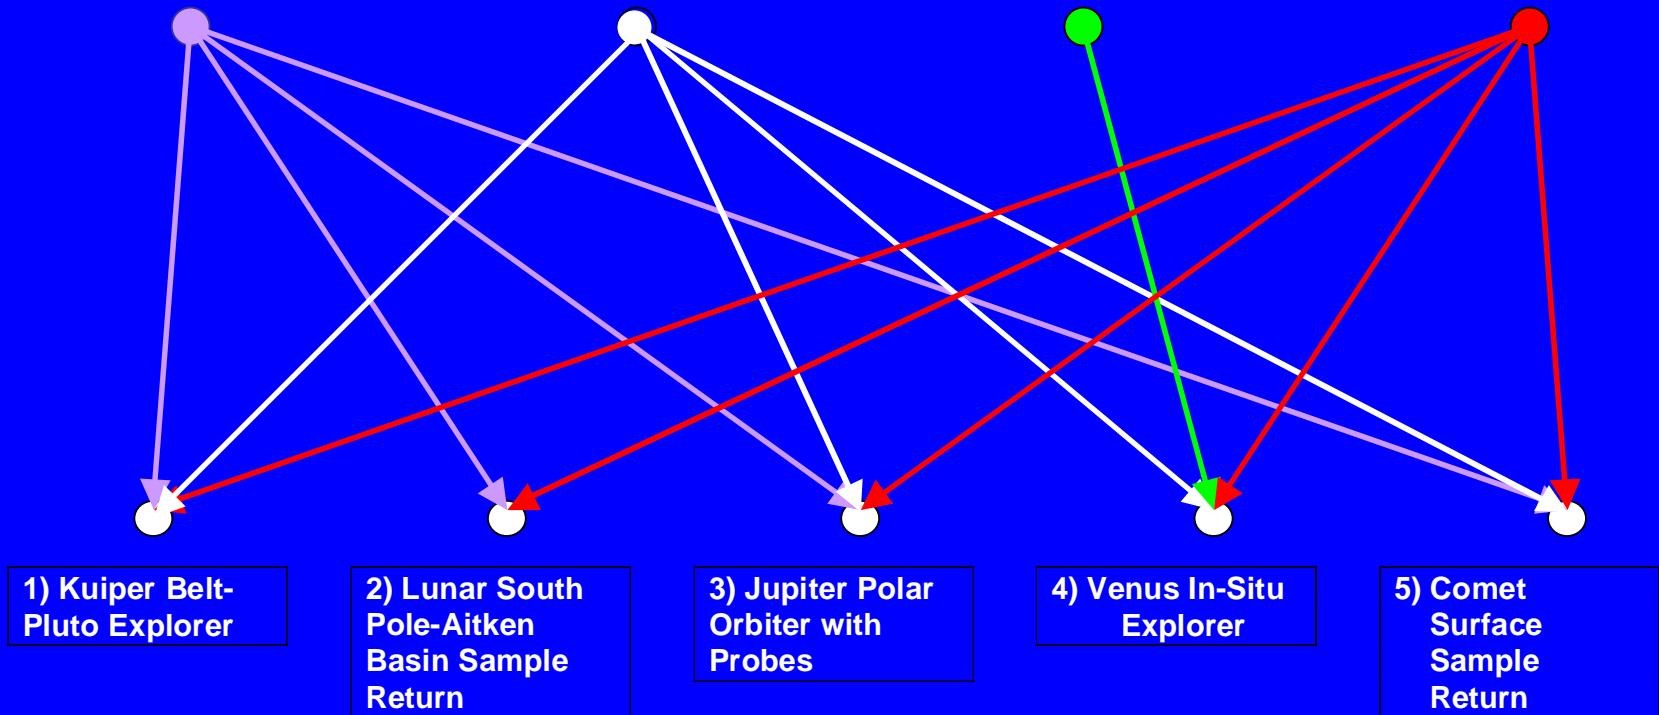 1) Kuiper Belt-
Pluto Explorer
2) Lunar South
Pole-Aitken
Basin Sample
Return
3) Jupiter Polar
Orbiter with
Probes
4) Venus In-Situ
Explorer
5) Comet
Surface
Sample
Return